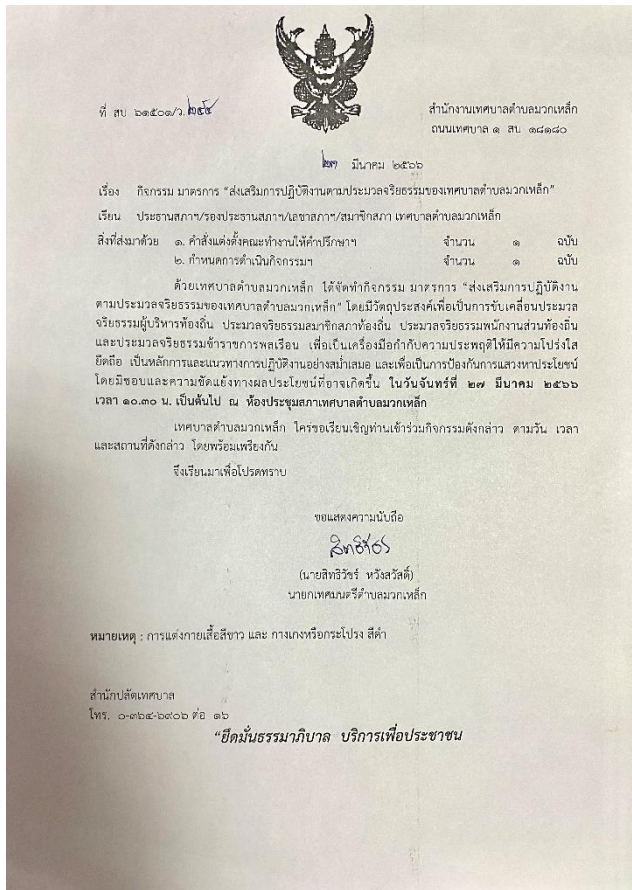 ที่ สบ ๖๑๕๐๑/ว.๒๕๔
สำนักงานเทศบาลตำบลมวกเหล็ก
ถนนเทศบาล ๑ สบ ๑๘๑๘๐
๒๓ มีนาคม ๒๕๖๖
เรื่อง กิจกรรม มาตรการ “ส่งเสริมการปฏิบัติงานตามประมวลจริยธรรมของเทศบาลตำบลมวกเหล็ก”
เรียน ประธานสภาฯ/รองประธานสภาฯ/เลขาสภาฯ/สมาชิกสภา เทศบาลตำบลมวกเหล็ก
สิ่งที่ส่งมาด้วย ๑. คำสั่งแต่งตั้งคณะทำงานให้คำปรึกษาฯ จำนวน ๑ ฉบับ
๒. กำหนดการดำเนินกิจกรรมฯ จำนวน ๑ ฉบับ
ด้วยเทศบาลตำบลมวกเหล็ก ได้จัดทำกิจกรรม มาตรการ “ส่งเสริมการปฏิบัติงาน
ตามประมวลจริยธรรมของเทศบาลตำบลมวกเหล็ก” โดยมีวัตถุประสงค์เพื่อเป็นการขับเคลื่อนประมวล
จริยธรรมผู้บริหารท้องถิ่น ประมวลจริยธรรมสมาชิกสภาท้องถิ่น ประมวลจริยธรรมพนักงานส่วนท้องถิ่น
และประมวลจริยธรรมข้าราชการพลเรือน เพื่อเป็นเครื่องมือกำกับความประพฤติให้มีความโปร่งใส
ยึดถือ เป็นหลักการและแนวทางการปฏิบัติงานอย่างสม่ำเสมอ และเพื่อเป็นการป้องกันการแสวงหาประโยชน์
โดยมิชอบและความขัดแย้งทางผลประโยชน์ที่อาจเกิดขึ้น ในวันจันทร์ที่ ๒๗ มีนาคม ๒๕๖๖
เวลา ๑๐.๓๐ น. เป็นต้นไป ณ ห้องประชุมสภาเทศบาลตำบลมวกเหล็ก
เทศบาลตำบลมวกเหล็ก ใคร่ขอเรียนเชิญท่านเข้าร่วมกิจกรรมดังกล่าว ตามวัน เวลา
และสถานที่ดังกล่าว โดยพร้อมเพรียงกัน
จึงเรียนมาเพื่อโปรดทราบ
ขอแสดงความนับถือ
(นายสิทธิวัชร์ หวังสวัสดิ์)
นายกเทศมนตรีตำบลมวกเหล็ก
หมายเหตุ : การแต่งกายเสื้อสีขาว และ กางเกงหรือกระโปรง สีดำ
สำนักปลัดเทศบาล
โทร. ๐-๓๖๔-๖๙๐๖ ต่อ ๑๖
“ยึดมั่นธรรมาภิบาล บริการเพื่อประชาชน